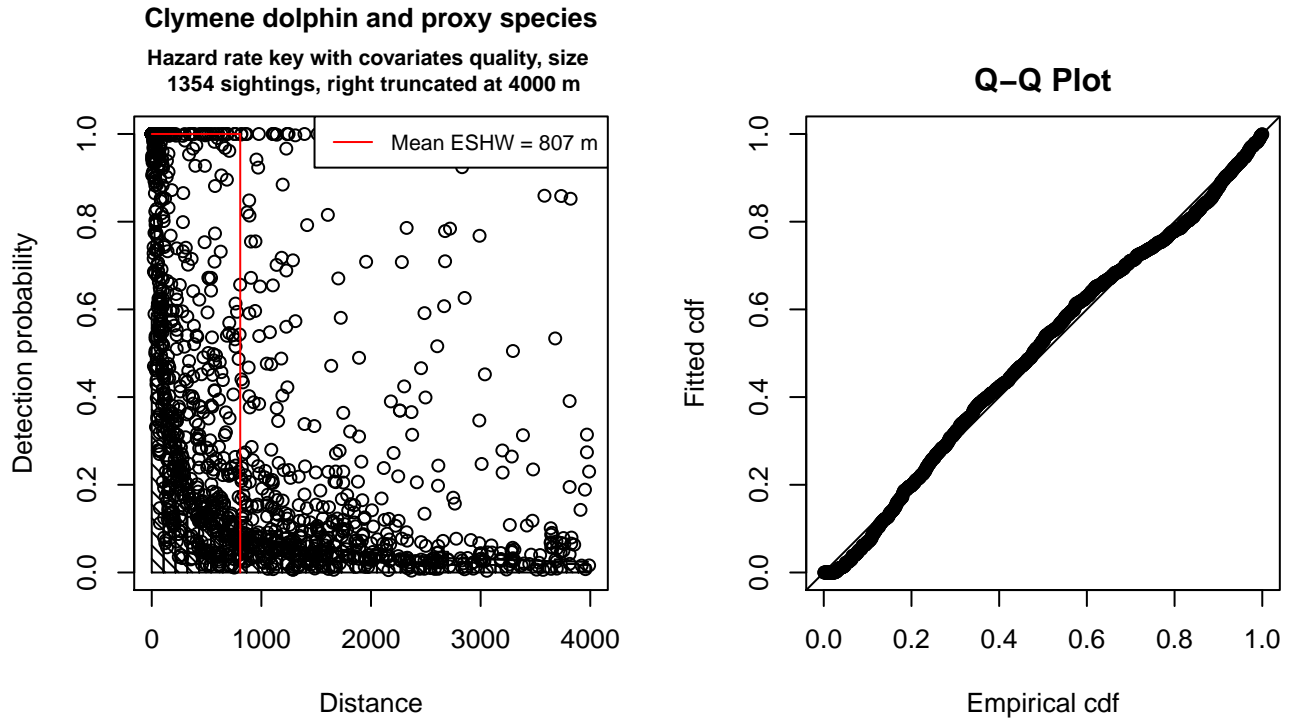 Clymene dolphin and proxy species
Hazard rate key with covariates quality, size
1354 sightings, right truncated at 4000 m
Mean ESHW = 807 m
Detection probability
0.0 0.2 0.4 0.6 0.8 1.0
0 1000 2000 3000 4000
Distance
Q−Q Plot
Fitted cdf
0.0 0.2 0.4 0.6 0.8 1.0
0.0 0.2 0.4 0.6 0.8 1.0
Empirical cdf